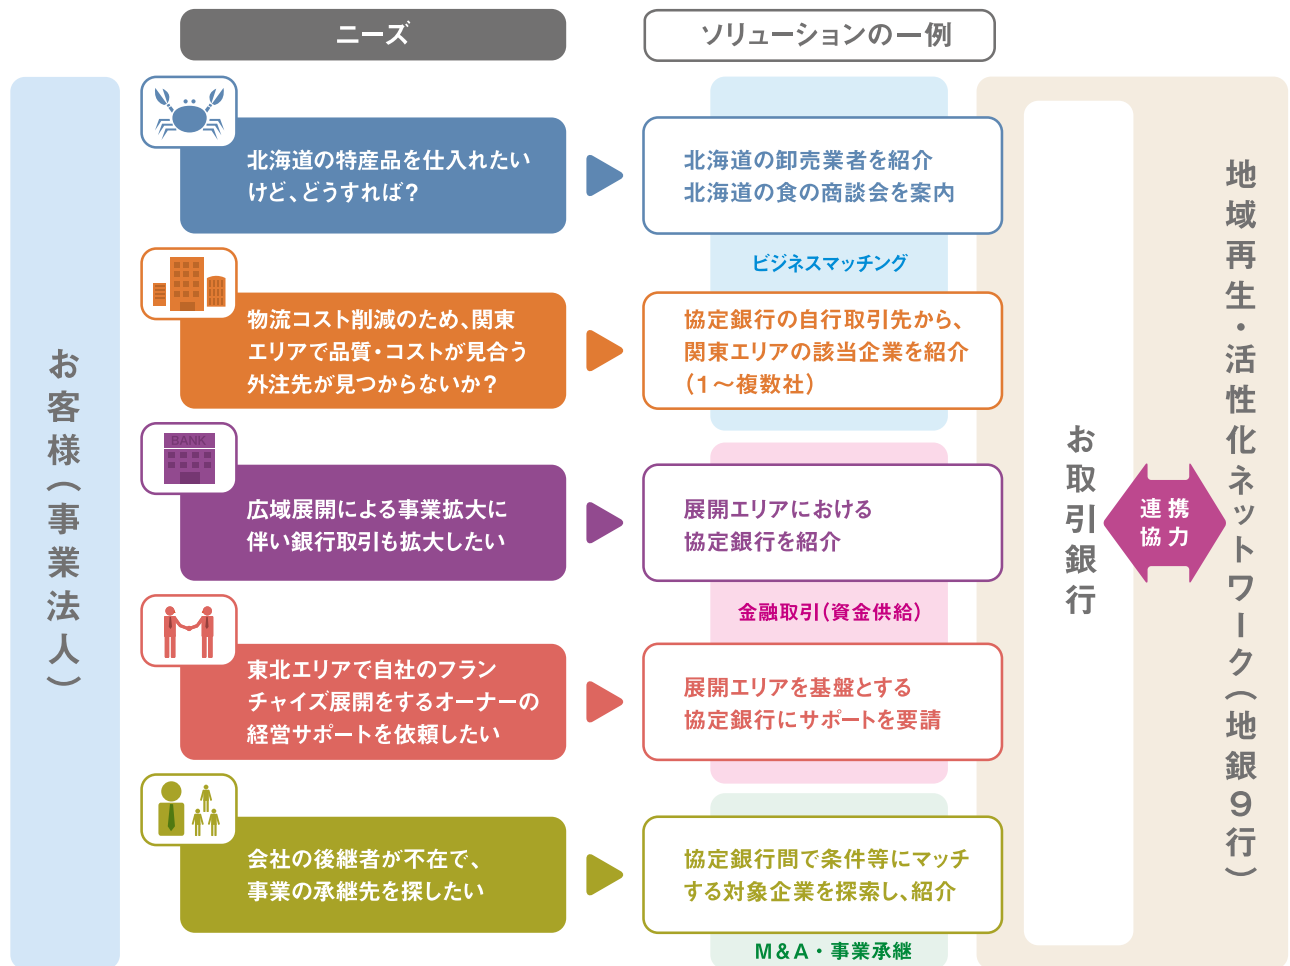 ニーズ
ソリューションの一例
お客様(事業法人)
北海道の特産品を仕入れたい
けど、どうすれば?
北海道の卸売業者を紹介
北海道の食の商談会を案内
ビジネスマッチング
物流コスト削減のため、関東
エリアで品質・コストが見合う
外注先が見つからないか?
協定銀行の自行取引先から、
関東エリアの該当企業を紹介
(1〜複数社)
BANK
広域展開による事業拡大に
伴い銀行取引も拡大したい
展開エリアにおける
協定銀行を紹介
金融取引(資金供給)
東北エリアで自社のフラン
チャイズ展開をするオーナーの
経営サポートを依頼したい
展開エリアを基盤とする
協定銀行にサポートを要請
会社の後継者が不在で、
事業の承継先を探したい
協定銀行間で条件等にマッチ
する対象企業を探索し、紹介
M&A・事業承継
お取引銀行
連携
協力
地域再生・活性化ネットワーク(地銀9行)